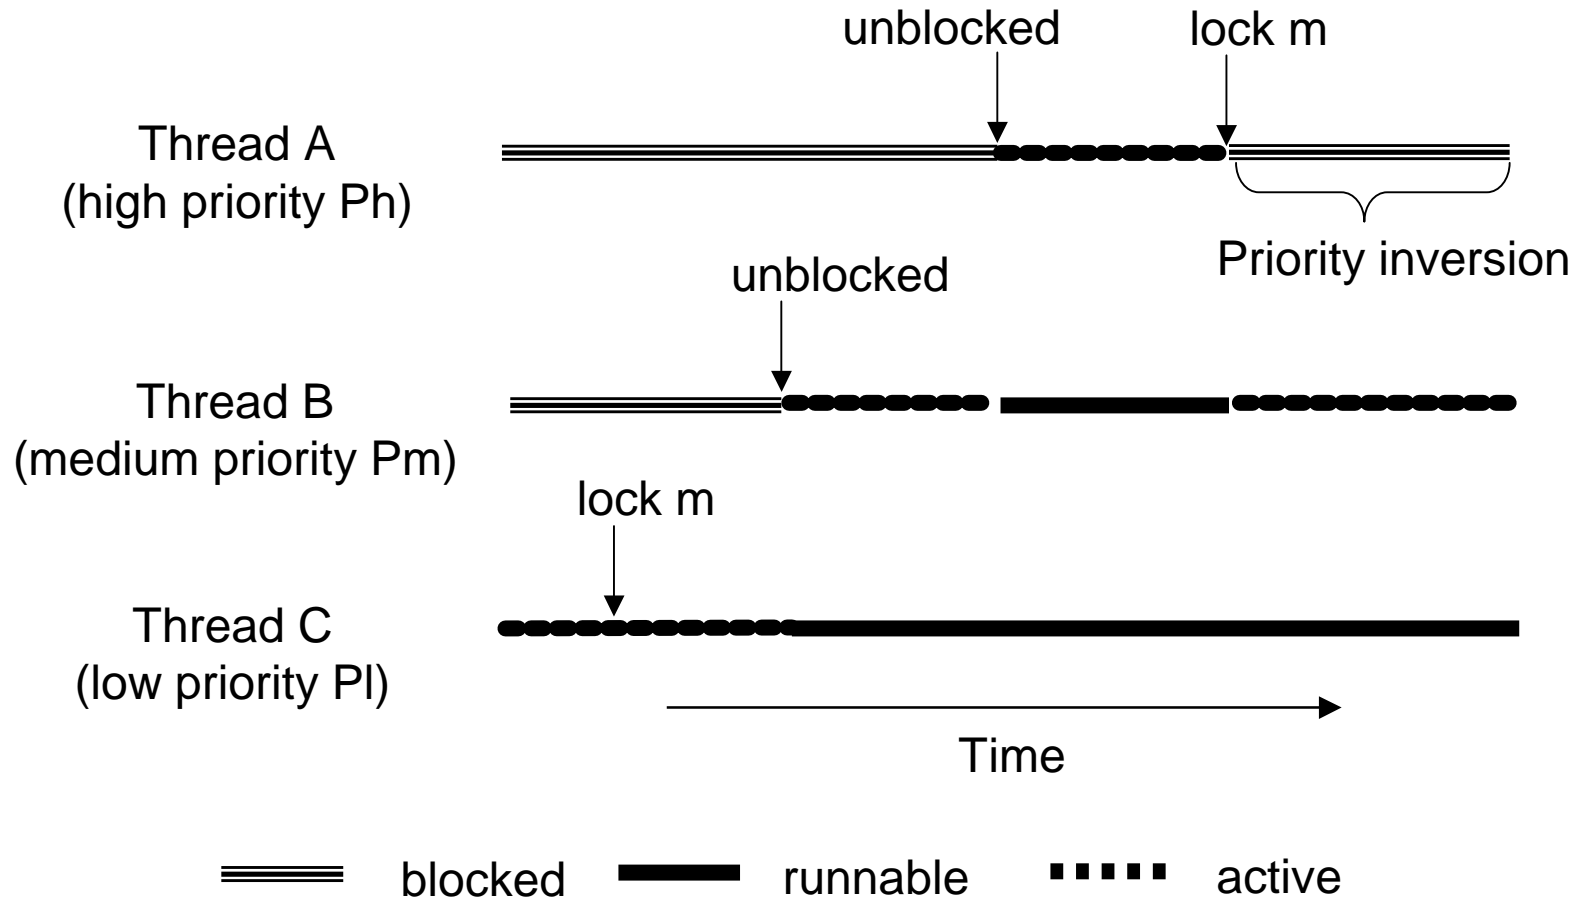 unblocked
lock m
Thread A
(high priority Ph)
Priority inversion
unblocked
Thread B
(medium priority Pm)
lock m
Thread C
(low priority Pl)
Time
blocked
runnable
active